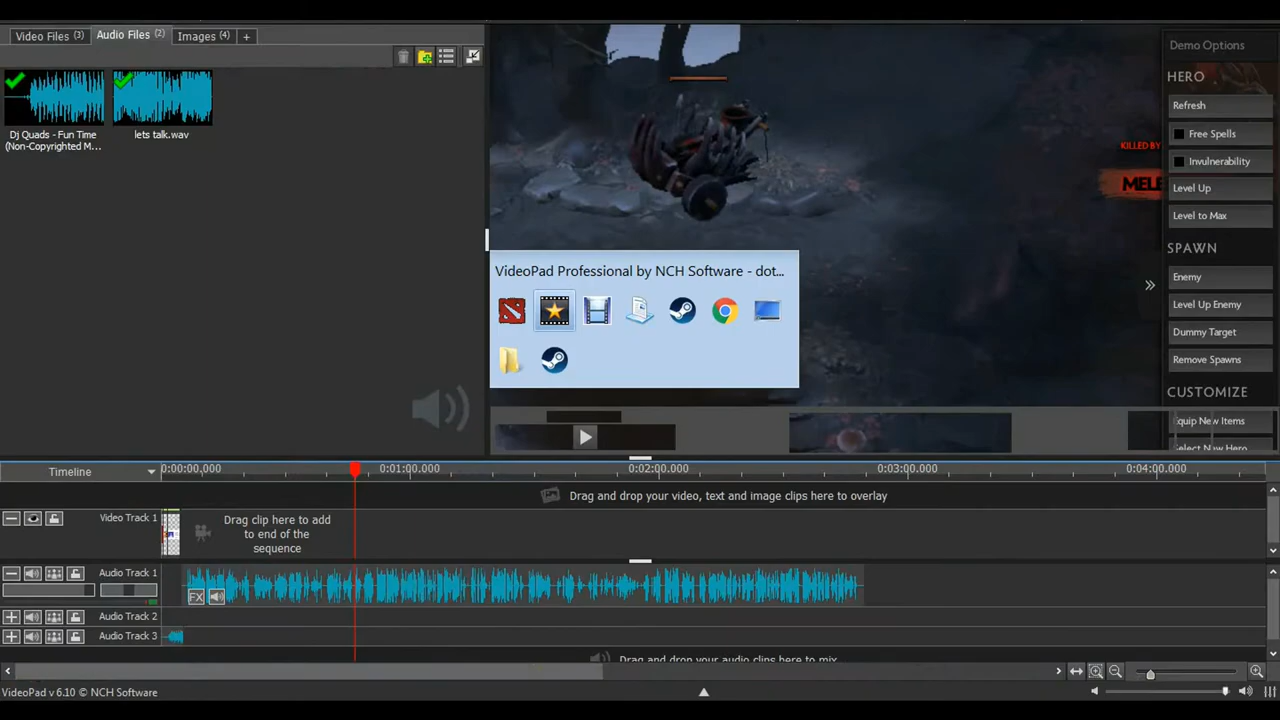 Video Files (3)
Audio Files (2)
Images (4)
+
Dj Quads - Fun Time
(Non-Copyrighted M...
lets talk.wav
Demo Options
HERO
Refresh
Free Spells
Invulnerability
KILLED BY
MELE
Level Up
Level to Max
SPAWN
Enemy
Level Up Enemy
Dummy Target
Remove Spawns
CUSTOMIZE
Equip New Items
Select New Hero
VideoPad Professional by NCH Software - dot...
Timeline
0:00:00,000
0:01:00.000
0:02:00.000
0:03:00.000
0:04:00.000
Drag and drop your video, text and image clips here to overlay
Video Track 1
Drag clip here to add
to end of the
sequence
Audio Track 1
FX
Audio Track 2
Audio Track 3
Drag and drop your audio clips here to mix
VideoPad v 6.10 © NCH Software